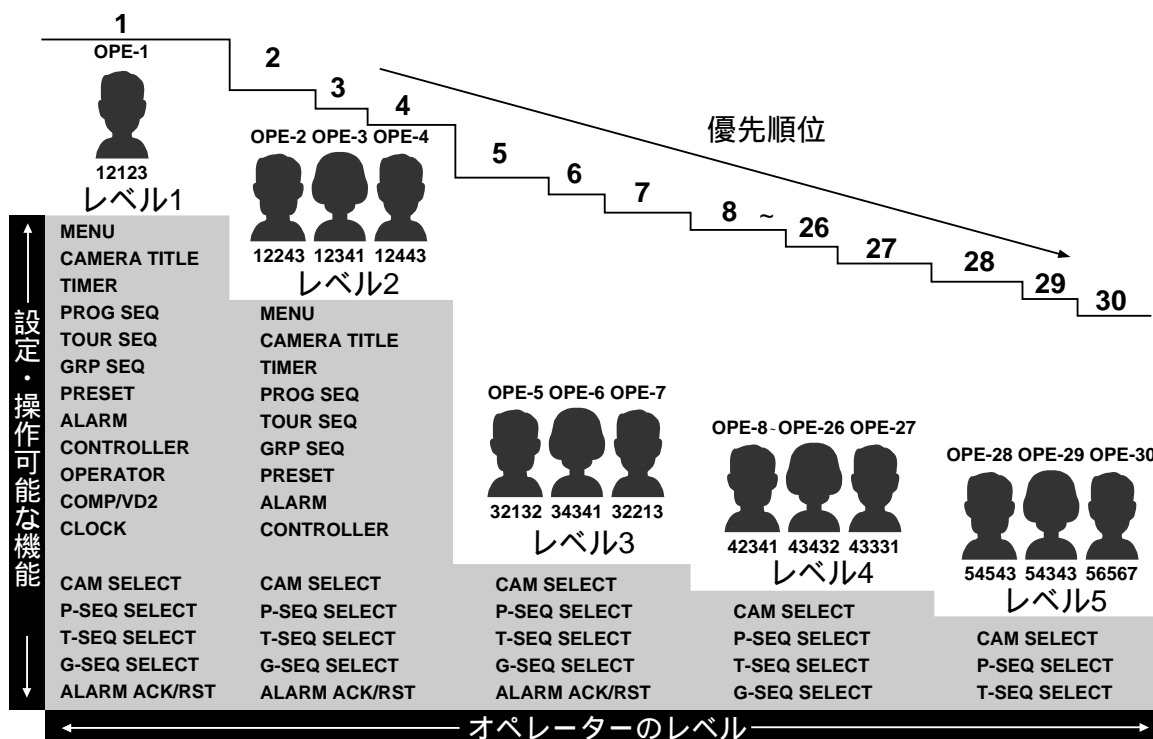 1
2
3
4
5
6
7
8 ~ 26
27
28
29
30
優先順位
OPE-1
12123
レベル1
OPE-2 OPE-3 OPE-4
12243 12341 12443
レベル2
OPE-5 OPE-6 OPE-7
32132 34341 32213
レベル3
OPE-8~OPE-26 OPE-27
42341 43432 43331
レベル4
OPE-28 OPE-29 OPE-30
54543 54343 56567
レベル5
設定・操作可能な機能
MENU
CAMERA TITLE
TIMER
PROG SEQ
TOUR SEQ
GRP SEQ
PRESET
ALARM
CONTROLLER
OPERATOR
COMP/VD2
CLOCK
CAM SELECT
P-SEQ SELECT
T-SEQ SELECT
G-SEQ SELECT
ALARM ACK/RST
MENU
CAMERA TITLE
TIMER
PROG SEQ
TOUR SEQ
GRP SEQ
PRESET
ALARM
CONTROLLER
CAM SELECT
P-SEQ SELECT
T-SEQ SELECT
G-SEQ SELECT
ALARM ACK/RST
CAM SELECT
P-SEQ SELECT
T-SEQ SELECT
G-SEQ SELECT
ALARM ACK/RST
CAM SELECT
P-SEQ SELECT
T-SEQ SELECT
G-SEQ SELECT
CAM SELECT
P-SEQ SELECT
T-SEQ SELECT
オペレーターのレベル